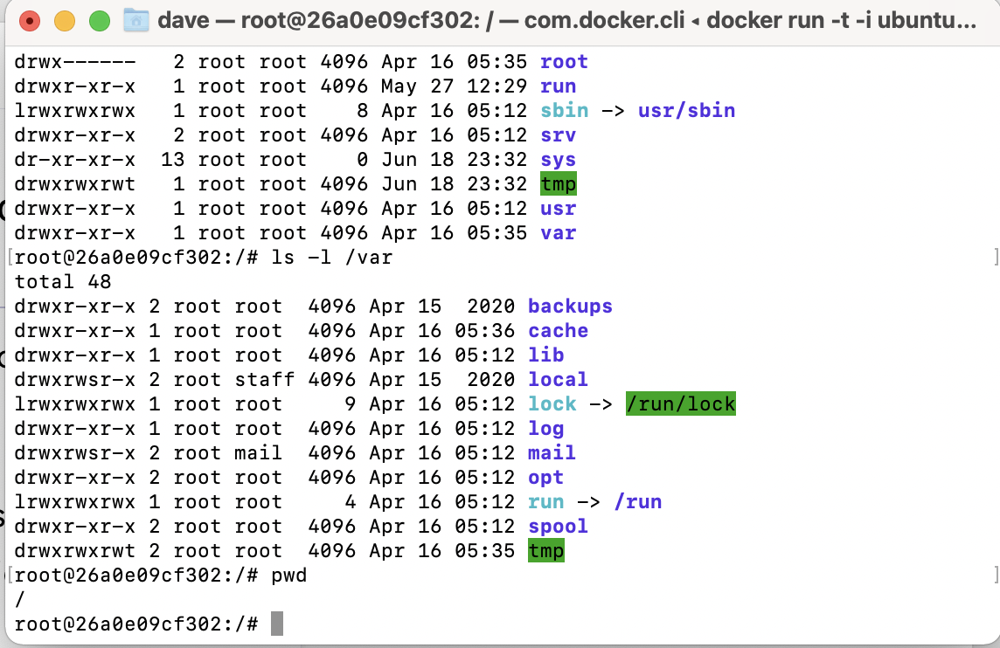 dave — root@26a0e09cf302: / — com.docker.cli ◂ docker run -t -i ubuntu…
drwx------   2 root root 4096 Apr 16 05:35 root
drwxr-xr-x   1 root root 4096 May 27 12:29 run
lrwxrwxrwx   1 root root    8 Apr 16 05:12 sbin -> usr/sbin
drwxr-xr-x   2 root root 4096 Apr 16 05:12 srv
dr-xr-xr-x  13 root root    0 Jun 18 23:32 sys
drwxrwxrwt   1 root root 4096 Jun 18 23:32 tmp
drwxr-xr-x   1 root root 4096 Apr 16 05:12 usr
drwxr-xr-x   1 root root 4096 Apr 16 05:35 var
[root@26a0e09cf302:/# ls -l /var ]
total 48
drwxr-xr-x 2 root root  4096 Apr 15  2020 backups
drwxr-xr-x 1 root root  4096 Apr 16 05:36 cache
drwxr-xr-x 1 root root  4096 Apr 16 05:12 lib
drwxrwsr-x 2 root staff 4096 Apr 15  2020 local
lrwxrwxrwx 1 root root     9 Apr 16 05:12 lock -> /run/lock
drwxr-xr-x 1 root root  4096 Apr 16 05:12 log
drwxrwsr-x 2 root mail  4096 Apr 16 05:12 mail
drwxr-xr-x 2 root root  4096 Apr 16 05:12 opt
lrwxrwxrwx 1 root root     4 Apr 16 05:12 run -> /run
drwxr-xr-x 2 root root  4096 Apr 16 05:12 spool
drwxrwxrwt 2 root root  4096 Apr 16 05:35 tmp
[root@26a0e09cf302:/# pwd ]
/
root@26a0e09cf302:/#